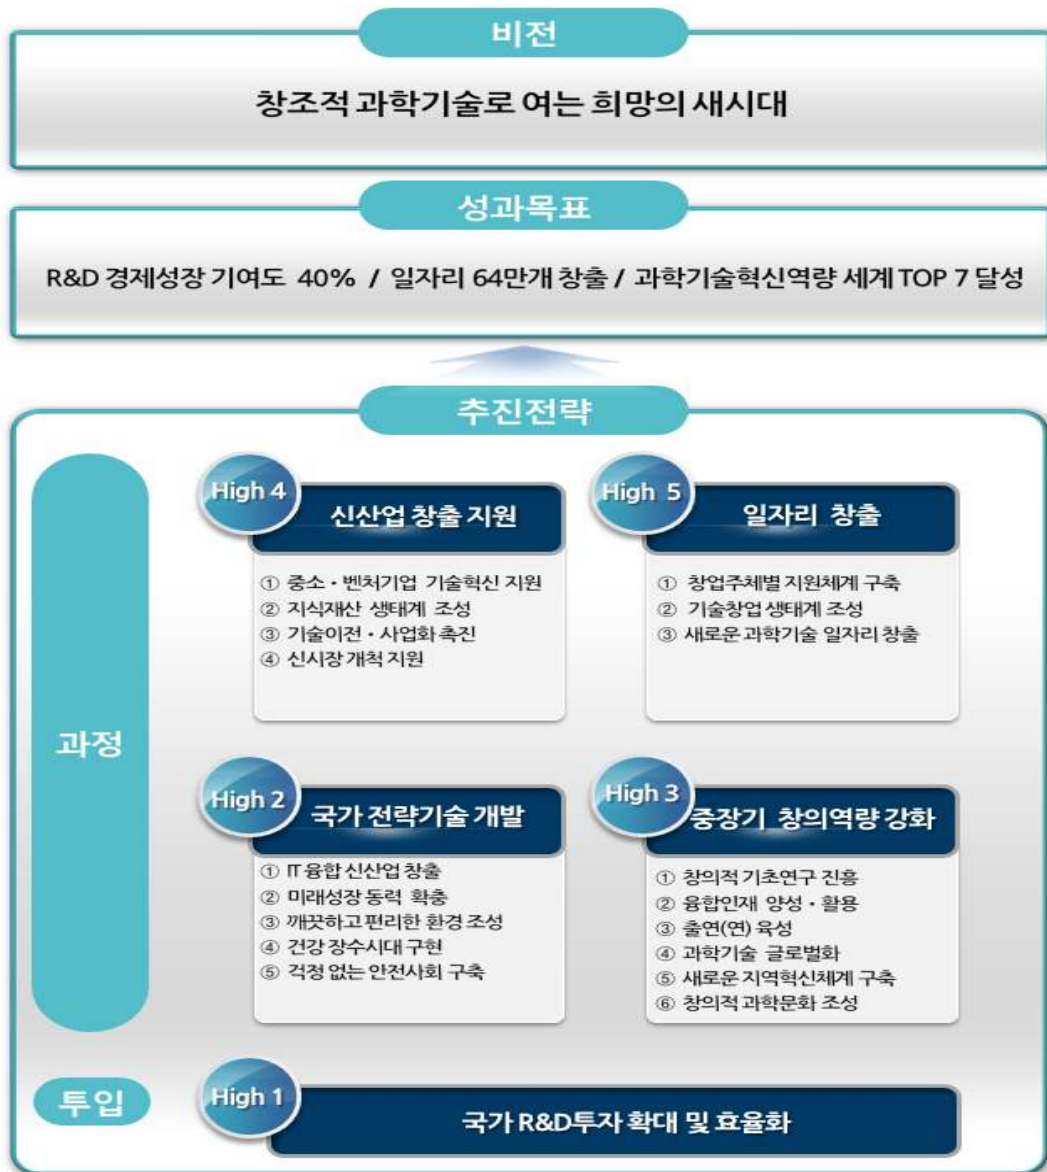 비전
창조적 과학기술로 여는 희망의 새시대
성과목표
R&D 경제성장 기여도 40% / 일자리 64만개 창출 / 과학기술혁신역량 세계 TOP 7 달성
추진전략
과정
High 4
신산업 창출 지원
① 중소・벤처기업 기술혁신 지원
② 지식재산 생태계 조성
③ 기술이전・사업화 촉진
④ 신시장 개척 지원
High 5
일자리 창출
① 창업주체별 지원체계 구축
② 기술창업 생태계 조성
③ 새로운 과학기술 일자리 창출
High 2
국가 전략기술 개발
① IT 융합 신산업 창출
② 미래성장 동력 확충
③ 깨끗하고 편리한 환경 조성
④ 건강 장수시대 구현
⑤ 걱정 없는 안전사회 구축
High 3
중장기 창의역량 강화
① 창의적 기초연구 진흥
② 융합인재 양성・활용
③ 출연(연) 육성
④ 과학기술 글로벌화
⑤ 새로운 지역혁신체계 구축
⑥ 창의적 과학문화 조성
투입
High 1
국가 R&D투자 확대 및 효율화